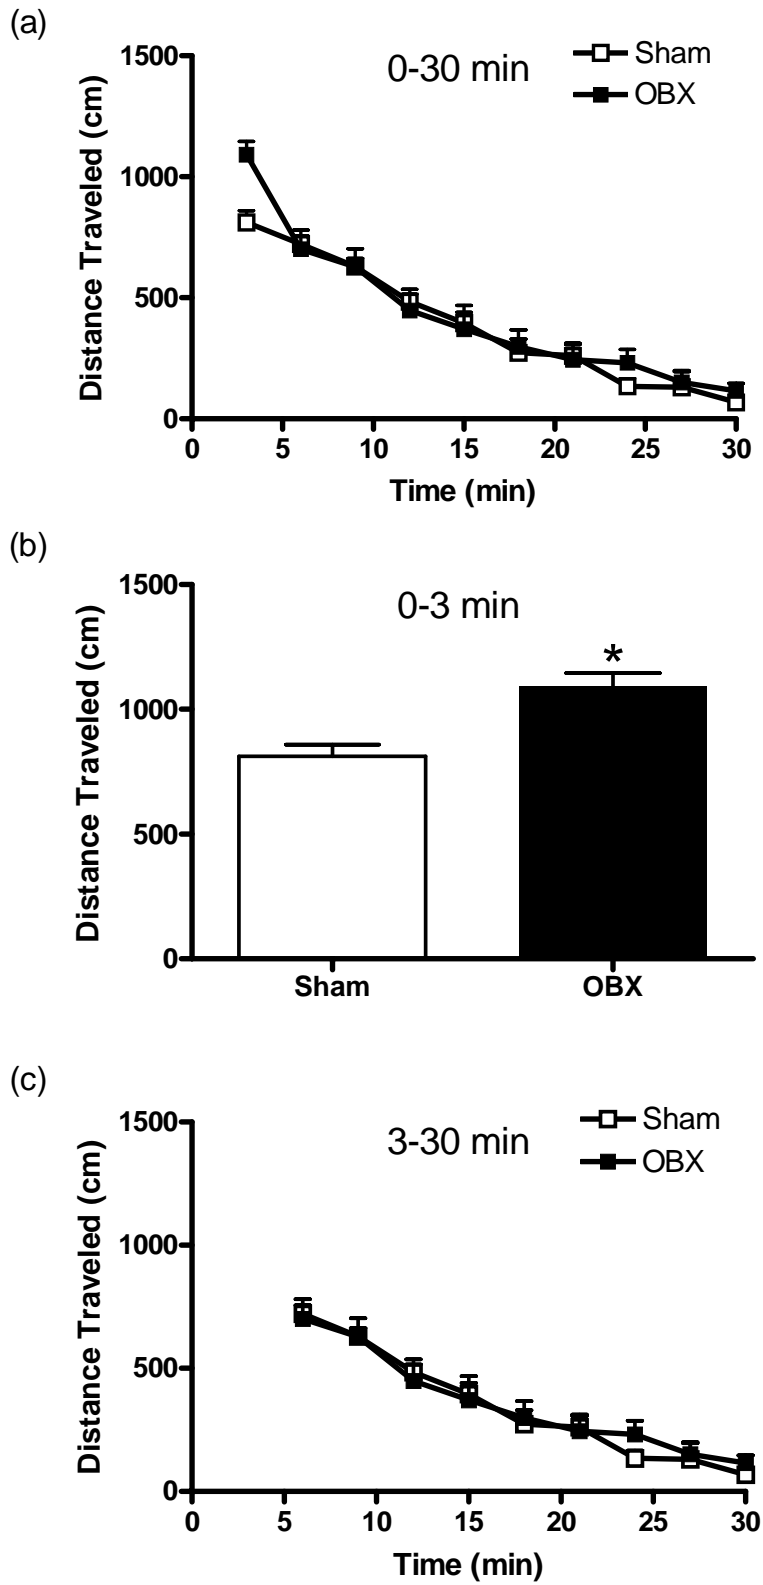 (a)
1500
1000
500
0
Distance Traveled (cm)
0-30 min
Sham
OBX
0 5 10 15 20 25 30
Time (min)
(b)
1500
1000
500
0
Distance Traveled (cm)
0-3 min
*
Sham OBX
(c)
1500
1000
500
0
Distance Traveled (cm)
3-30 min
Sham
OBX
0 5 10 15 20 25 30
Time (min)